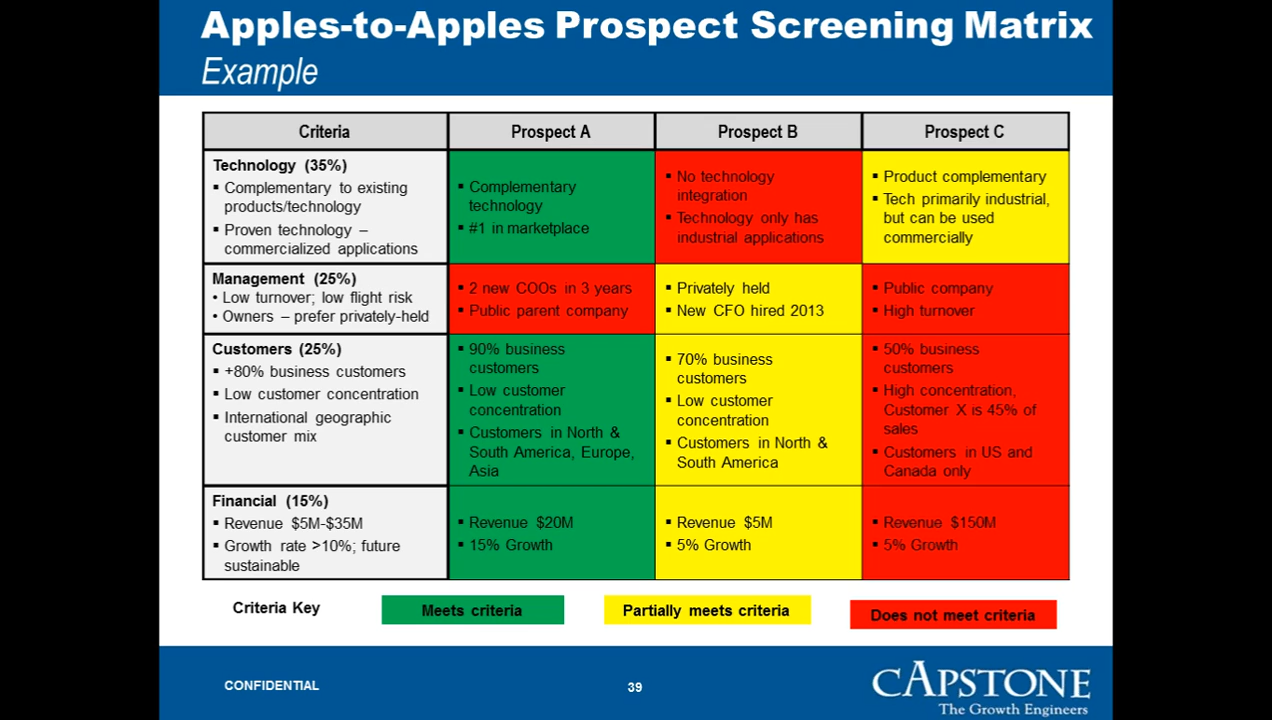 Apples-to-Apples Prospect Screening Matrix
Example
Criteria
Prospect A
Prospect B
Prospect C
Technology (35%)
▪ Complementary to existing
products/technology
▪ Proven technology –
commercialized applications
▪ Complementary
technology
▪ #1 in marketplace
▪ No technology
integration
▪ Technology only has
industrial applications
▪ Product complementary
▪ Tech primarily industrial,
but can be used
commercially
Management (25%)
• Low turnover; low flight risk
• Owners – prefer privately-held
▪ 2 new COOs in 3 years
▪ Public parent company
▪ Privately held
▪ New CFO hired 2013
▪ Public company
▪ High turnover
Customers (25%)
▪ +80% business customers
▪ Low customer concentration
▪ International geographic
customer mix
▪ 90% business
customers
▪ Low customer
concentration
▪ Customers in North &
South America, Europe,
Asia
▪ 70% business
customers
▪ Low customer
concentration
▪ Customers in North &
South America
▪ 50% business
customers
▪ High concentration,
Customer X is 45% of
sales
▪ Customers in US and
Canada only
Financial (15%)
▪ Revenue $5M-$35M
▪ Growth rate >10%; future
sustainable
▪ Revenue $20M
▪ 15% Growth
▪ Revenue $5M
▪ 5% Growth
▪ Revenue $150M
▪ 5% Growth
Criteria Key
Meets criteria
Partially meets criteria
Does not meet criteria
CONFIDENTIAL
39
CAPSTONE
The Growth Engineers